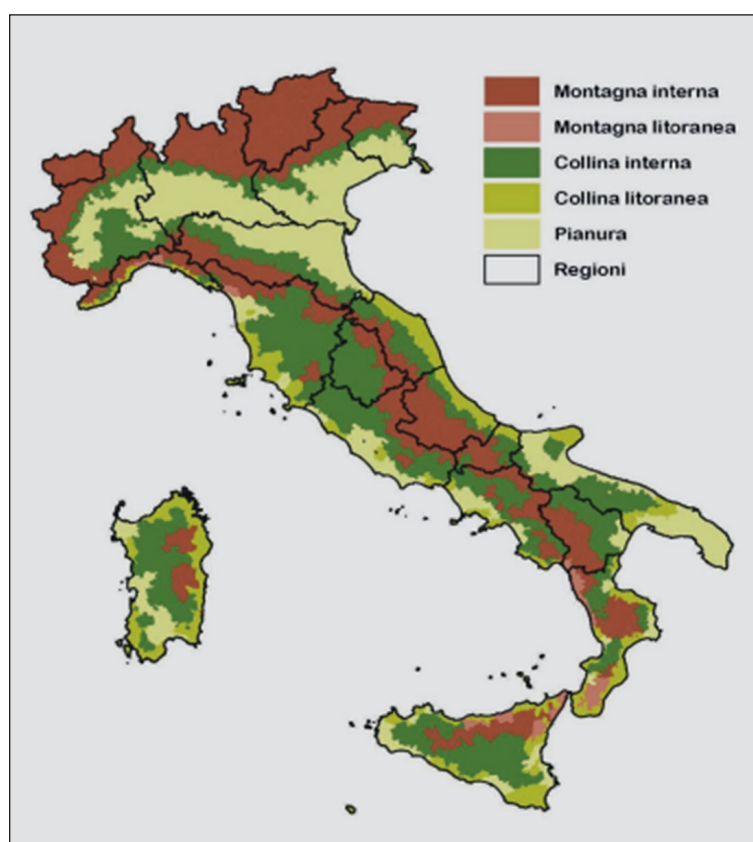 Montagna interna
Montagna litoranea
Collina interna
Collina litoranea
Pianura
Regioni